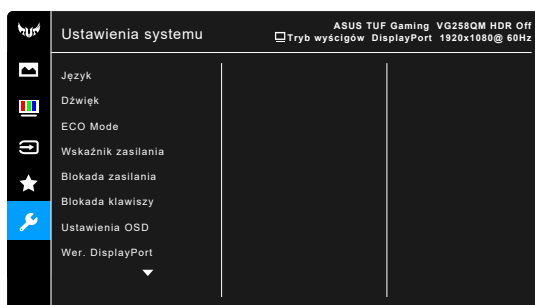 Ustawienia systemu
ASUS TUF Gaming VG258QM HDR Off
Tryb wyścigów DisplayPort 1920x1080@ 60Hz
Język
Dźwięk
ECO Mode
Wskaźnik zasilania
Blokada zasilania
Blokada klawiszy
Ustawienia OSD
Wer. DisplayPort